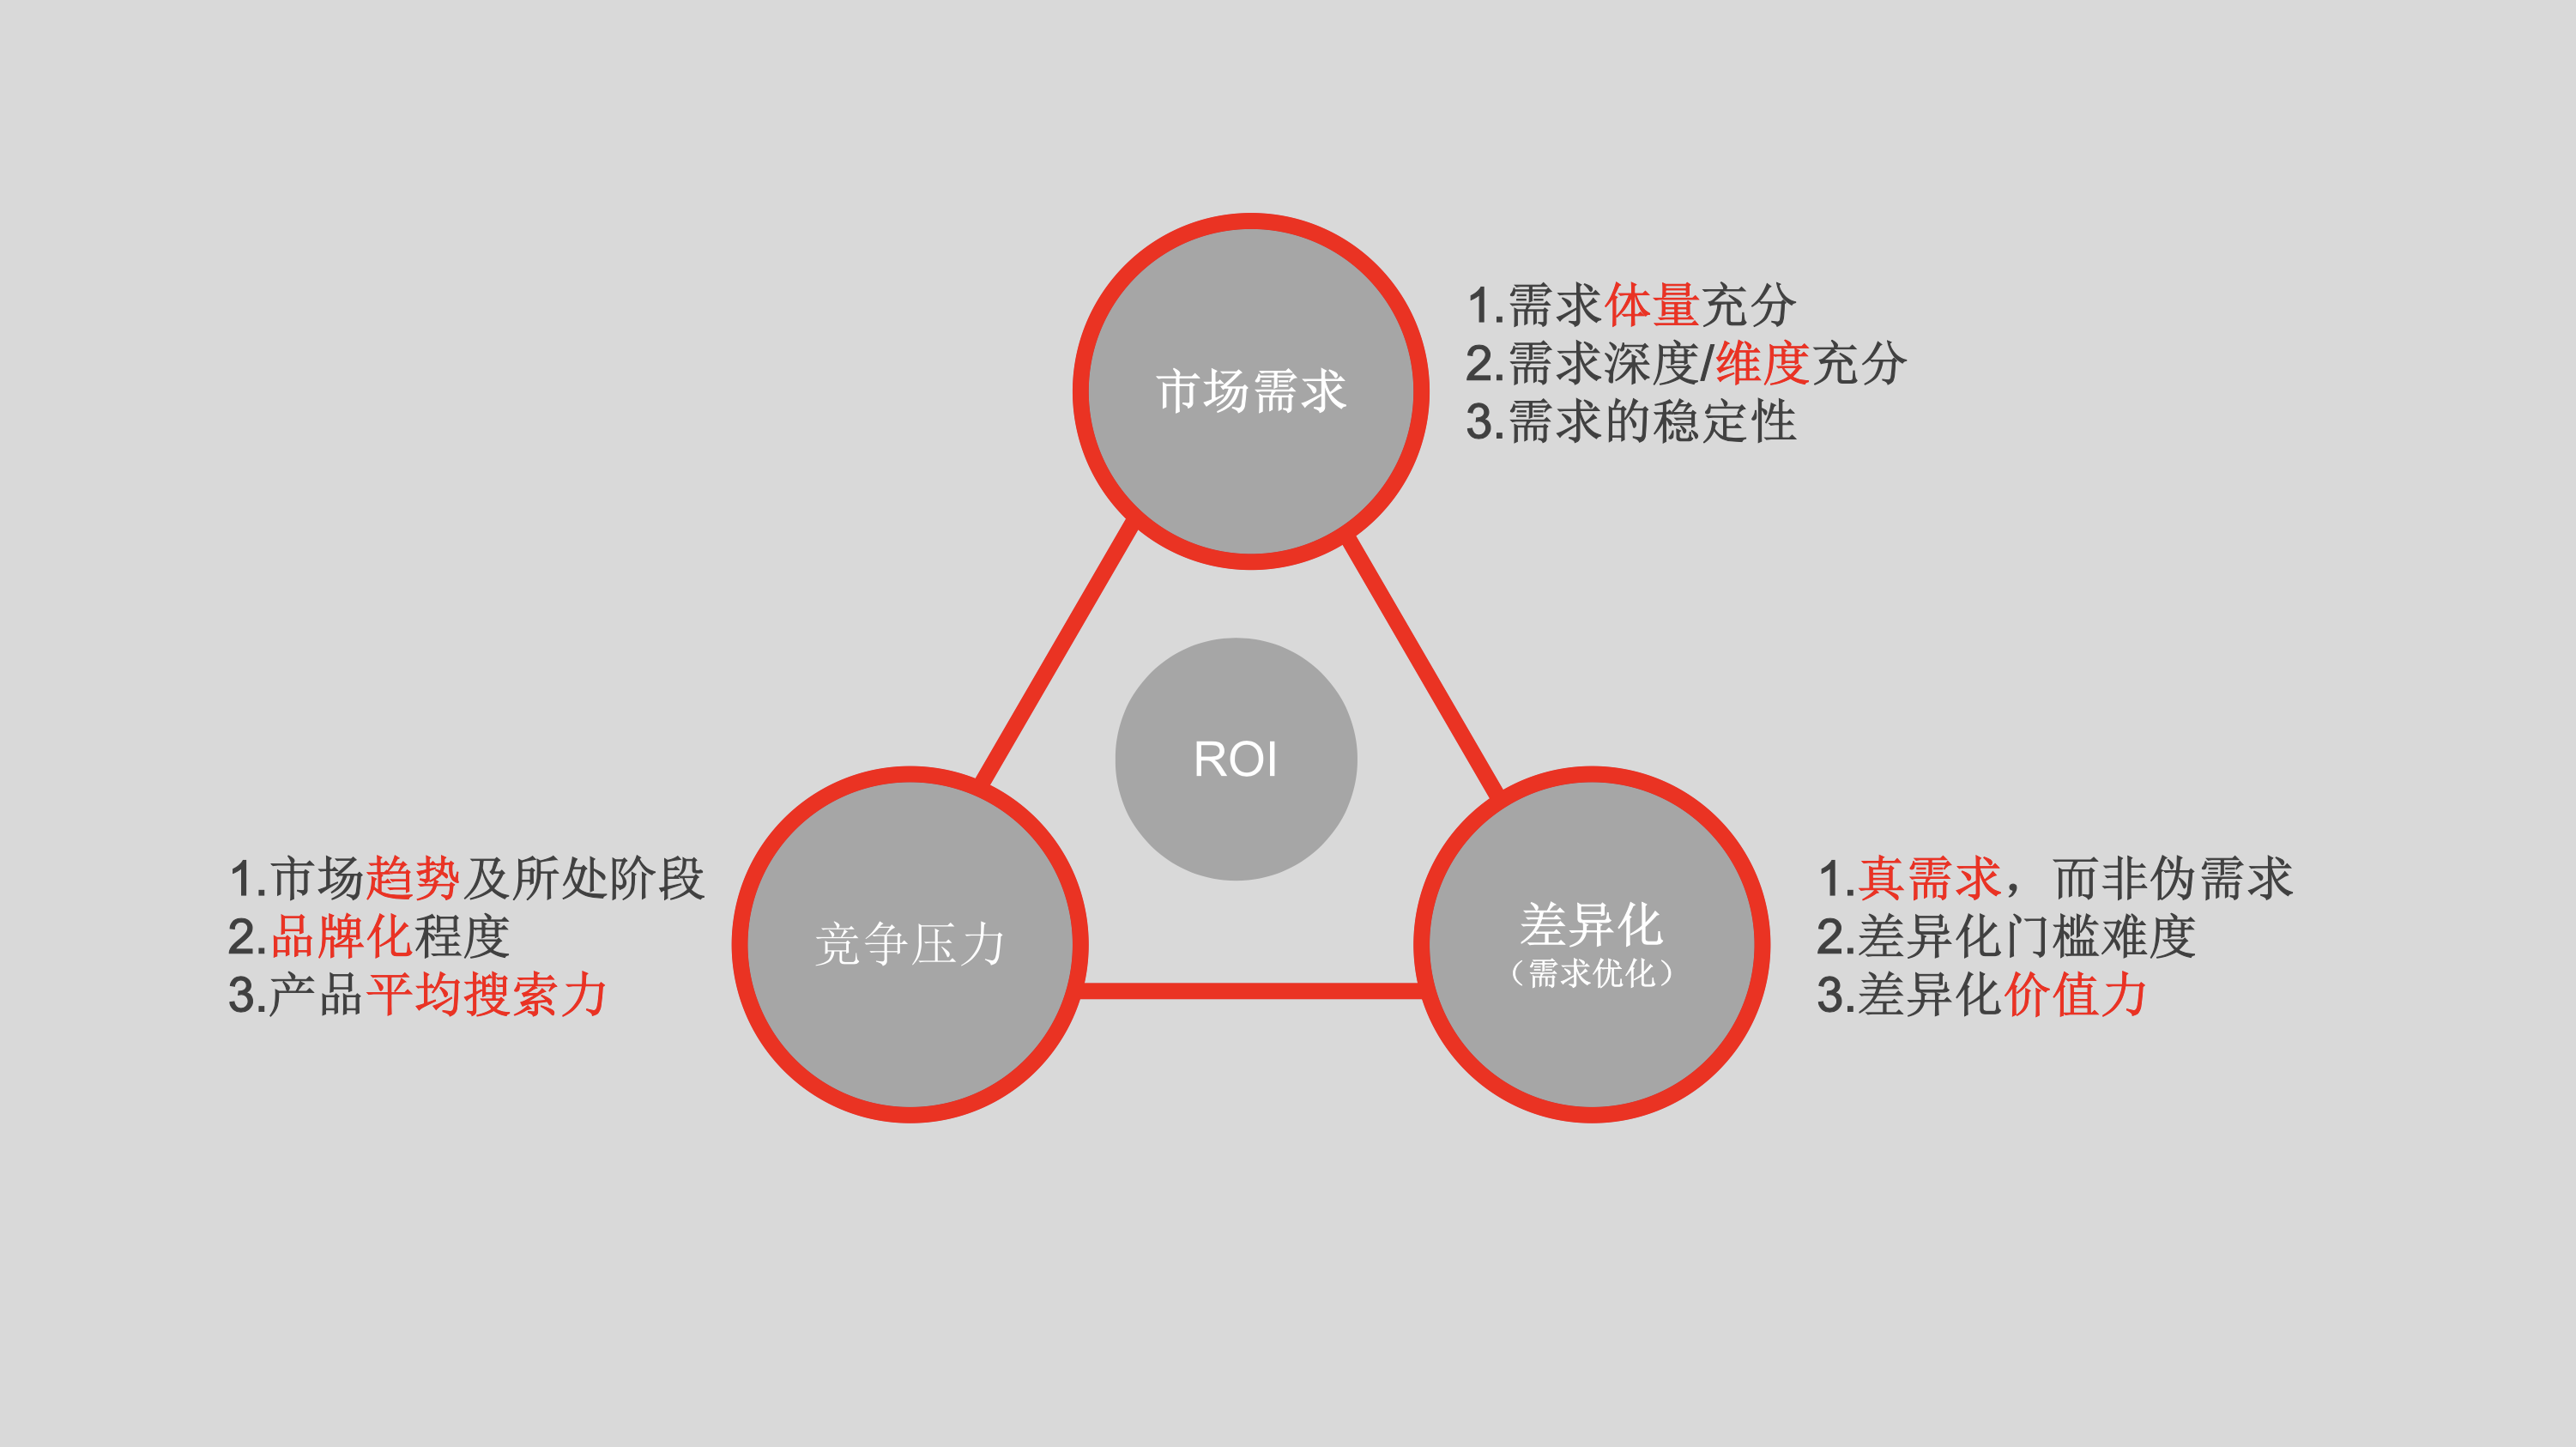 市场需求
1.需求体量充分
2.需求深度/维度充分
3.需求的稳定性
ROI
1.市场趋势及所处阶段
2.品牌化程度
3.产品平均搜索力
竞争压力
差异化
（需求优化）
1.真需求，而非伪需求
2.差异化门槛难度
3.差异化价值力